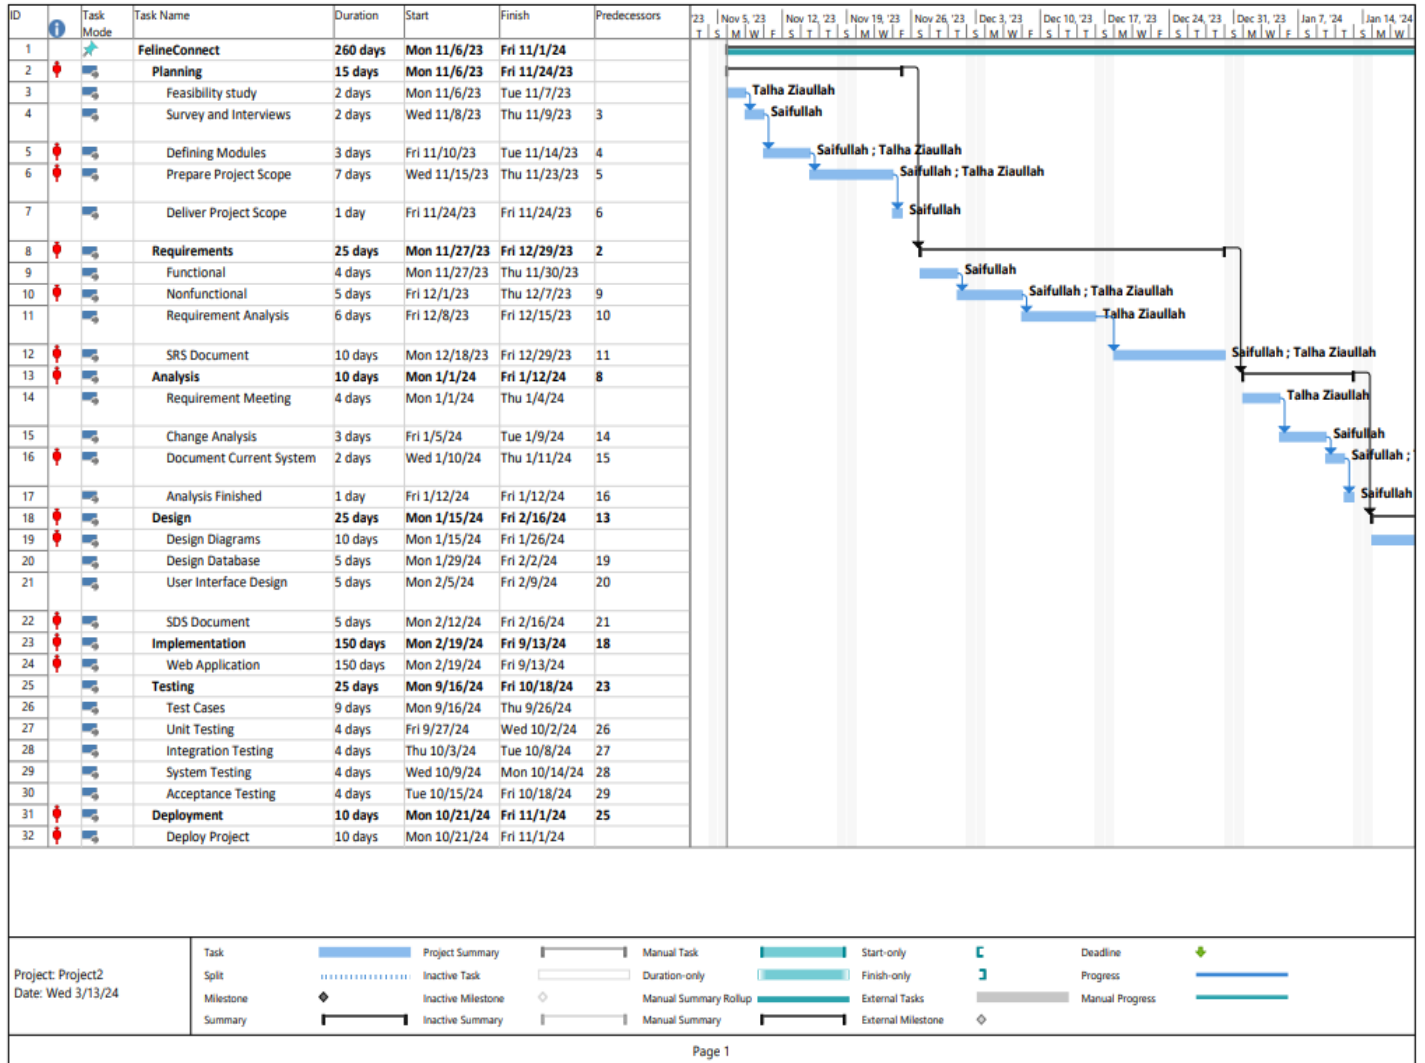 ID Task Mode Task Name Duration Start Finish Predecessors '23 Nov 5, '23 Nov 12, '23 Nov 19, '23 Nov 26, '23 Dec 3, '23 Dec 10, '23 Dec 17, '23 Dec 24, '23 Dec 31, '23 Jan 7, '24 Jan 14, '24
T S M W F S T T S M W F S T T S M W F S T T S M W F S T T S M W F S T T S M W
1 FelineConnect 260 days Mon 11/6/23 Fri 11/1/24
2 Planning 15 days Mon 11/6/23 Fri 11/24/23
3 Feasibility study 2 days Mon 11/6/23 Tue 11/7/23 Talha Ziaullah
4 Survey and Interviews 2 days Wed 11/8/23 Thu 11/9/23 3 Saifullah
5 Defining Modules 3 days Fri 11/10/23 Tue 11/14/23 4 Saifullah ; Talha Ziaullah
6 Prepare Project Scope 7 days Wed 11/15/23 Thu 11/23/23 5 Saifullah ; Talha Ziaullah
7 Deliver Project Scope 1 day Fri 11/24/23 Fri 11/24/23 6 Saifullah
8 Requirements 25 days Mon 11/27/23 Fri 12/29/23 2
9 Functional 4 days Mon 11/27/23 Thu 11/30/23 Saifullah
10 Nonfunctional 5 days Fri 12/1/23 Thu 12/7/23 9 Saifullah ; Talha Ziaullah
11 Requirement Analysis 6 days Fri 12/8/23 Fri 12/15/23 10 Talha Ziaullah
12 SRS Document 10 days Mon 12/18/23 Fri 12/29/23 11 Saifullah ; Talha Ziaullah
13 Analysis 10 days Mon 1/1/24 Fri 1/12/24 8
14 Requirement Meeting 4 days Mon 1/1/24 Thu 1/4/24 Talha Ziaullah
15 Change Analysis 3 days Fri 1/5/24 Tue 1/9/24 14 Saifullah
16 Document Current System 2 days Wed 1/10/24 Thu 1/11/24 15 Saifullah ;
17 Analysis Finished 1 day Fri 1/12/24 Fri 1/12/24 16 Saifullah
18 Design 25 days Mon 1/15/24 Fri 2/16/24 13
19 Design Diagrams 10 days Mon 1/15/24 Fri 1/26/24
20 Design Database 5 days Mon 1/29/24 Fri 2/2/24 19
21 User Interface Design 5 days Mon 2/5/24 Fri 2/9/24 20
22 SDS Document 5 days Mon 2/12/24 Fri 2/16/24 21
23 Implementation 150 days Mon 2/19/24 Fri 9/13/24 18
24 Web Application 150 days Mon 2/19/24 Fri 9/13/24
25 Testing 25 days Mon 9/16/24 Fri 10/18/24 23
26 Test Cases 9 days Mon 9/16/24 Thu 9/26/24
27 Unit Testing 4 days Fri 9/27/24 Wed 10/2/24 26
28 Integration Testing 4 days Thu 10/3/24 Tue 10/8/24 27
29 System Testing 4 days Wed 10/9/24 Mon 10/14/24 28
30 Acceptance Testing 4 days Tue 10/15/24 Fri 10/18/24 29
31 Deployment 10 days Mon 10/21/24 Fri 11/1/24 25
32 Deploy Project 10 days Mon 10/21/24 Fri 11/1/24
Project: Project2
Date: Wed 3/13/24
Task Project Summary Manual Task Start-only Deadline
Split Inactive Task Duration-only Finish-only Progress
Milestone Inactive Milestone Manual Summary Rollup External Tasks Manual Progress
Summary Inactive Summary Manual Summary External Milestone
Page 1